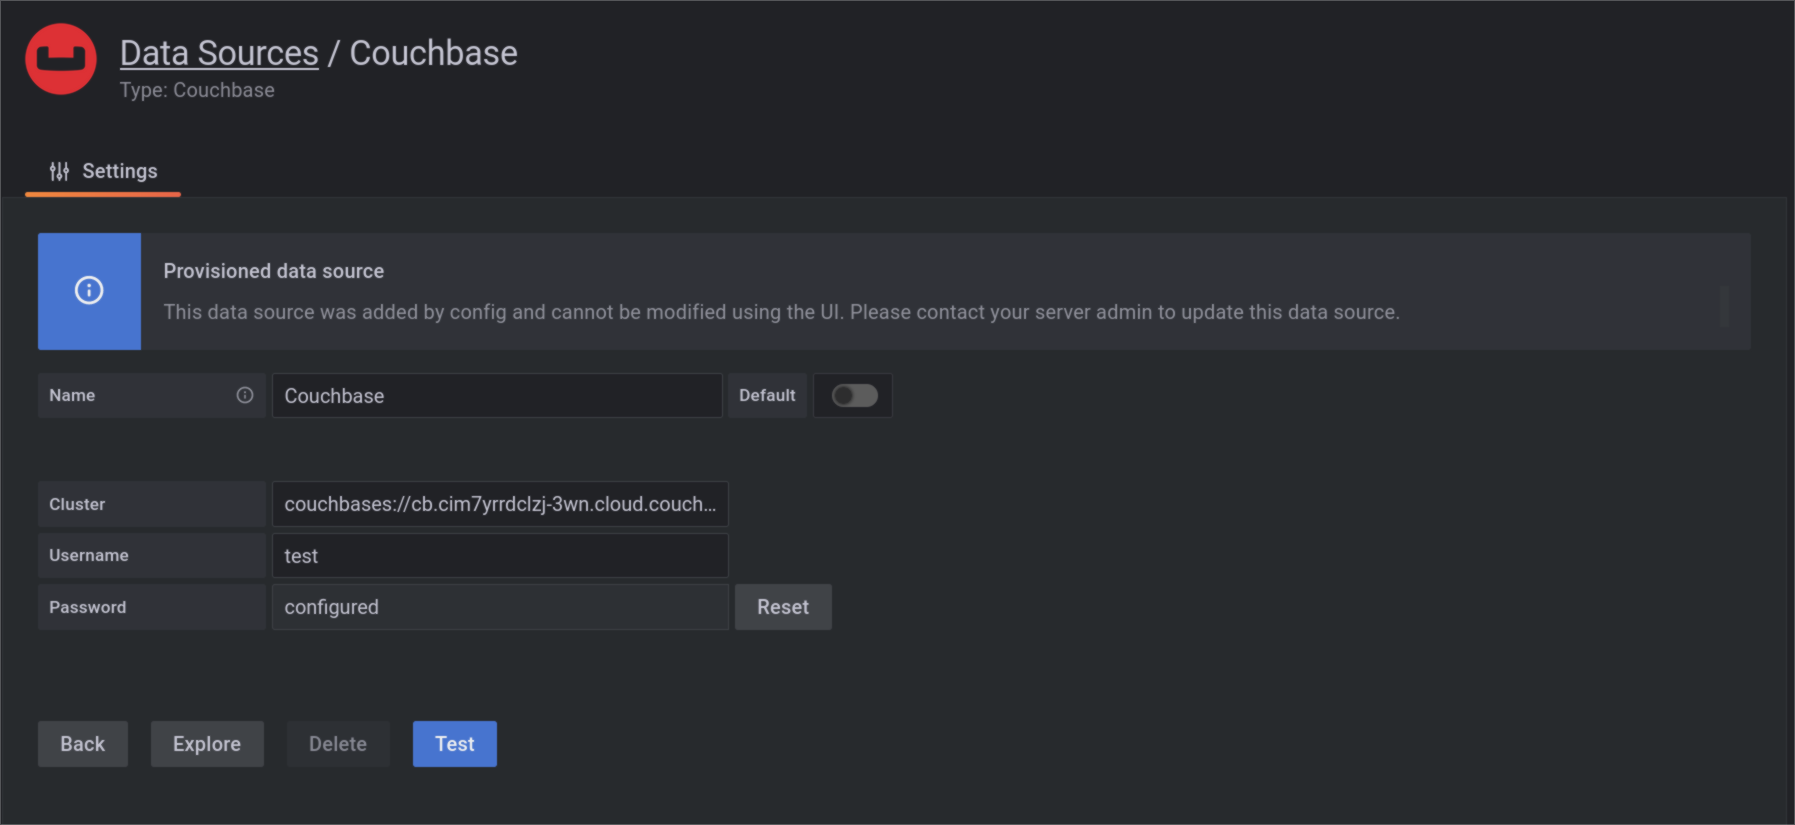 Data Sources / Couchbase
Type: Couchbase
Settings
Provisioned data source
This data source was added by config and cannot be modified using the UI. Please contact your server admin to update this data source.
Name Couchbase Default
Cluster couchbases://cb.cim7yrrdclzj-3wn.cloud.couch...
Username test
Password configured Reset
Back Explore Delete Test